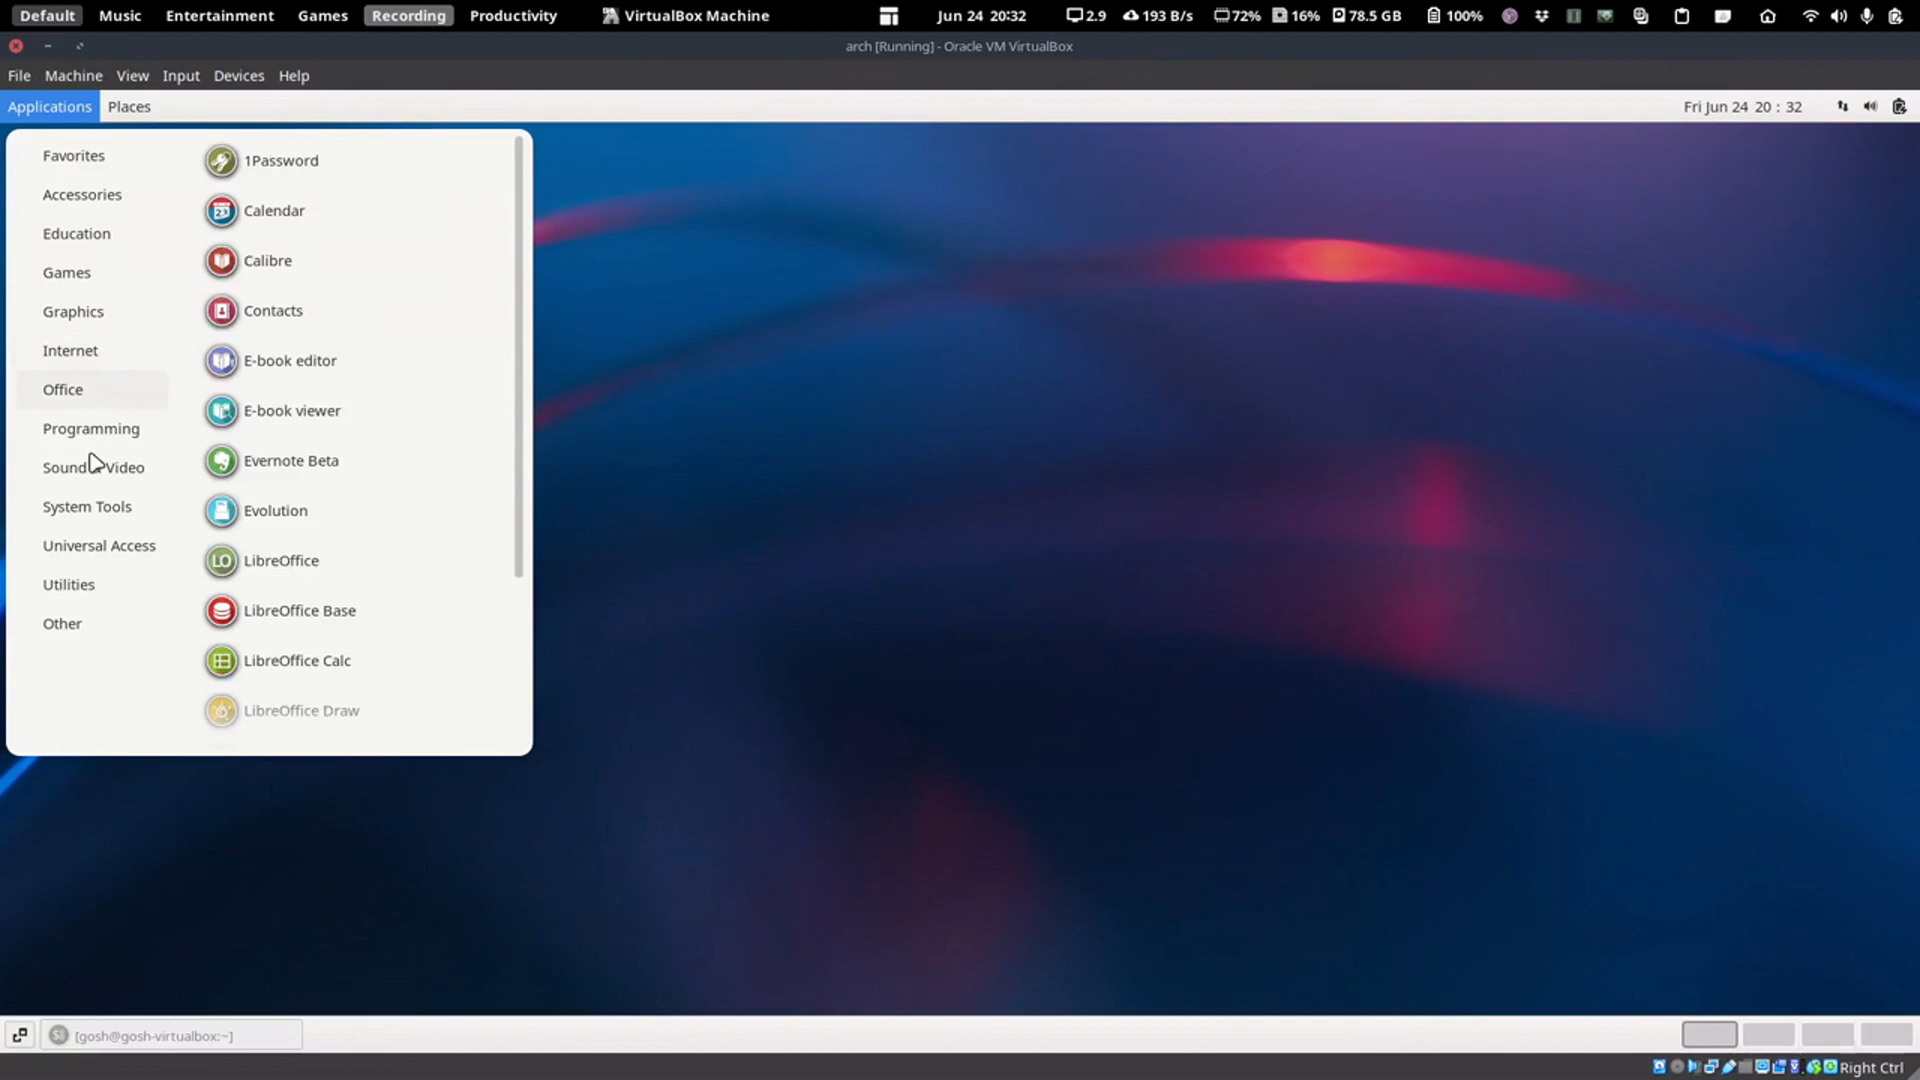 Default Music Entertainment Games Recording Productivity VirtualBox Machine Jun 24 20:32 2.9 193 B/s 72% 16% 78.5 GB 100%
arch [Running] - Oracle VM VirtualBox
File Machine View Input Devices Help
Applications Places Fri Jun 24 20 : 32
Favorites
Accessories
Education
Games
Graphics
Internet
Office
Programming
Sound & Video
System Tools
Universal Access
Utilities
Other
1Password
Calendar
Calibre
Contacts
E-book editor
E-book viewer
Evernote Beta
Evolution
LibreOffice
LibreOffice Base
LibreOffice Calc
LibreOffice Draw
[gosh@gosh-virtualbox:~]
Right Ctrl